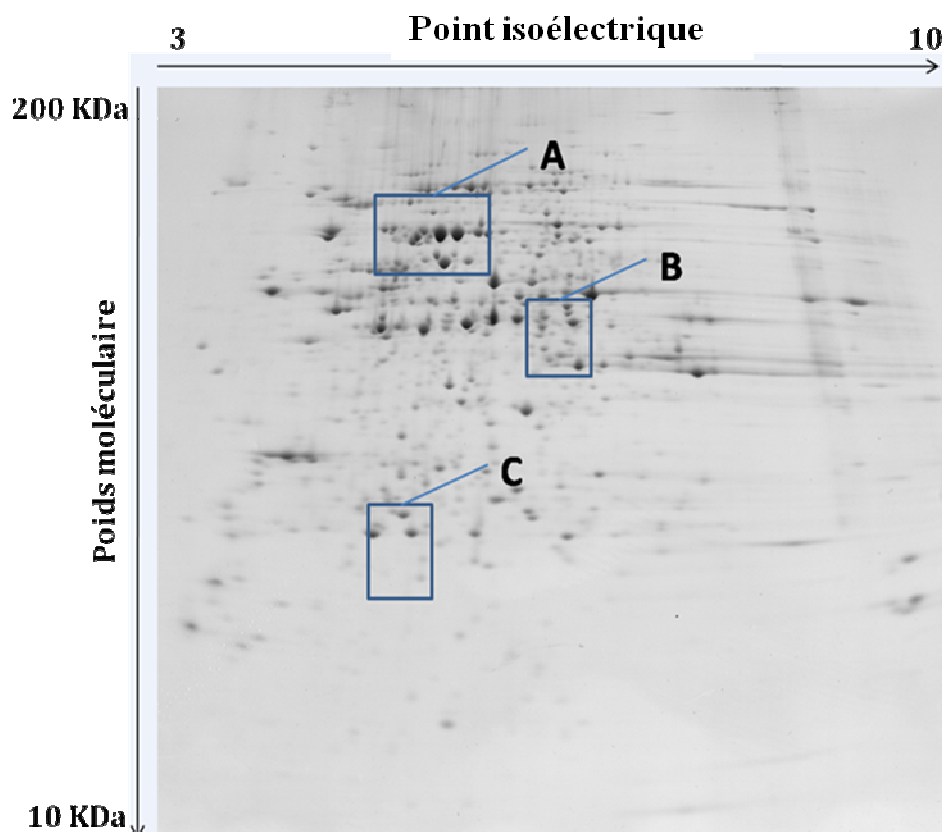 Point isoélectrique
3
10
200 KDa
A
B
Poids moléculaire
C
10 KDa